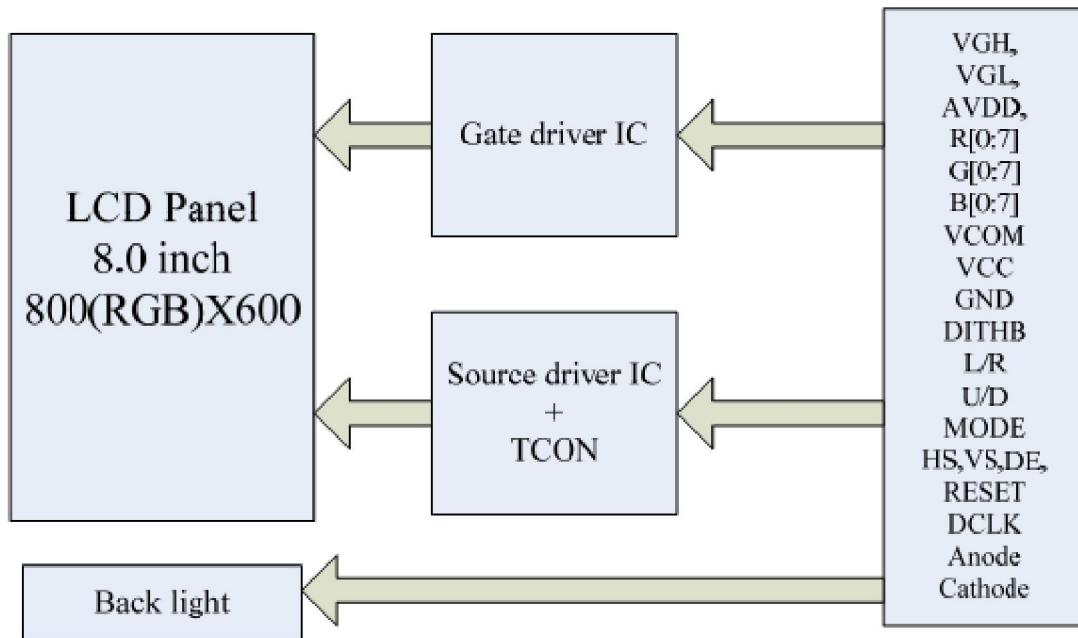 LCD Panel
8.0 inch
800(RGB)X600
Gate driver IC
Source driver IC
+
TCON
Back light
VGH,
VGL,
AVDD,
R[0:7]
G[0:7]
B[0:7]
VCOM
VCC
GND
DITHB
L/R
U/D
MODE
HS,VS,DE,
RESET
DCLK
Anode
Cathode